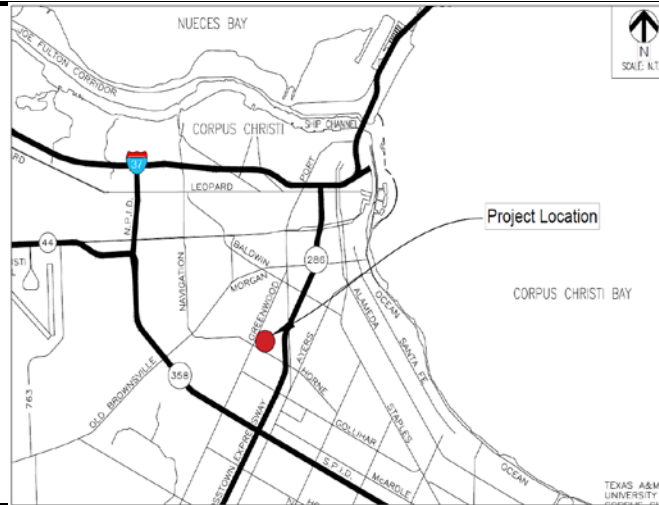 NUECES BAY
N
SCALE: N.T.
JOE FULTON CORRIDOR
SHIP CHANNEL
CORPUS CHRISTI
PORT
RD
37
LEOPARD
N.P.I.D.
Project Location
44
BALDWIN
286
NAVIGATION
MORGAN
CORPUS CHRISTI BAY
GREENWOOD
ALAMEDA
OCEAN
SANTA FE
AYERS
358
HORNE
763
OLD BROWNSVILLE
GOLLIHAR
STAPLES
SSTOWN EXPRESSWAY
S.P.I.D.
McARDLE
OCEAN
TEXAS A&M
UNIVERSITY